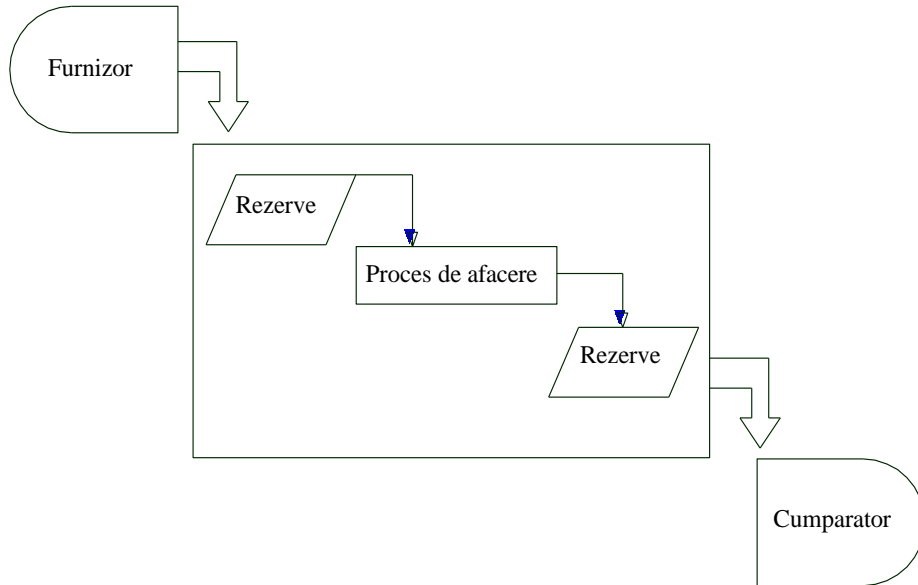 Furnizor
Rezerve
Proces de afacere
Rezerve
Cumparator